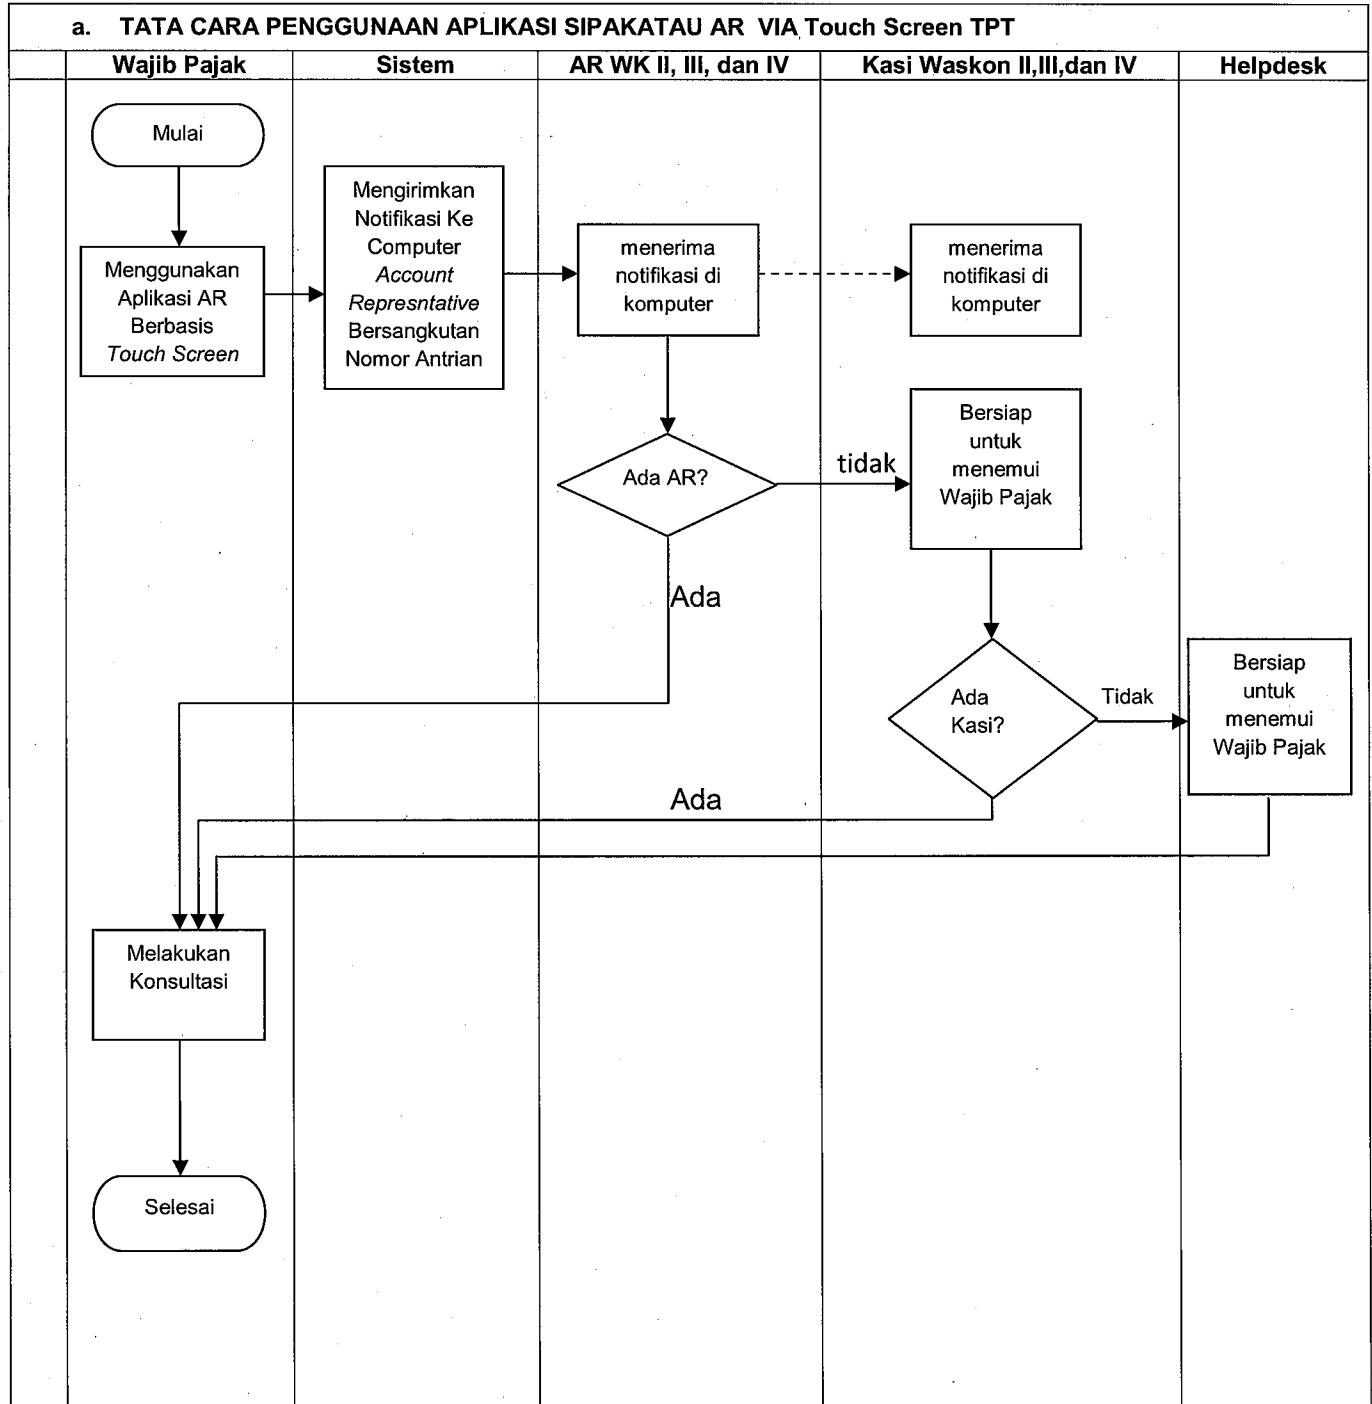 a. TATA CARA PENGGUNAAN APLIKASI SIPAKATAU AR VIA Touch Screen TPT
Wajib Pajak
Sistem
AR WK II, III, dan IV
Kasi Waskon II,III,dan IV
Helpdesk
Mulai
Menggunakan
Aplikasi AR
Berbasis
Touch Screen
Mengirimkan
Notifikasi Ke
Computer
Account
Represntative
Bersangkutan
Nomor Antrian
menerima
notifikasi di
komputer
menerima
notifikasi di
komputer
Ada AR?
tidak
Bersiap
untuk
menemui
Wajib Pajak
Ada
Ada
Kasi?
Tidak
Bersiap
untuk
menemui
Wajib Pajak
Ada
Melakukan
Konsultasi
Selesai